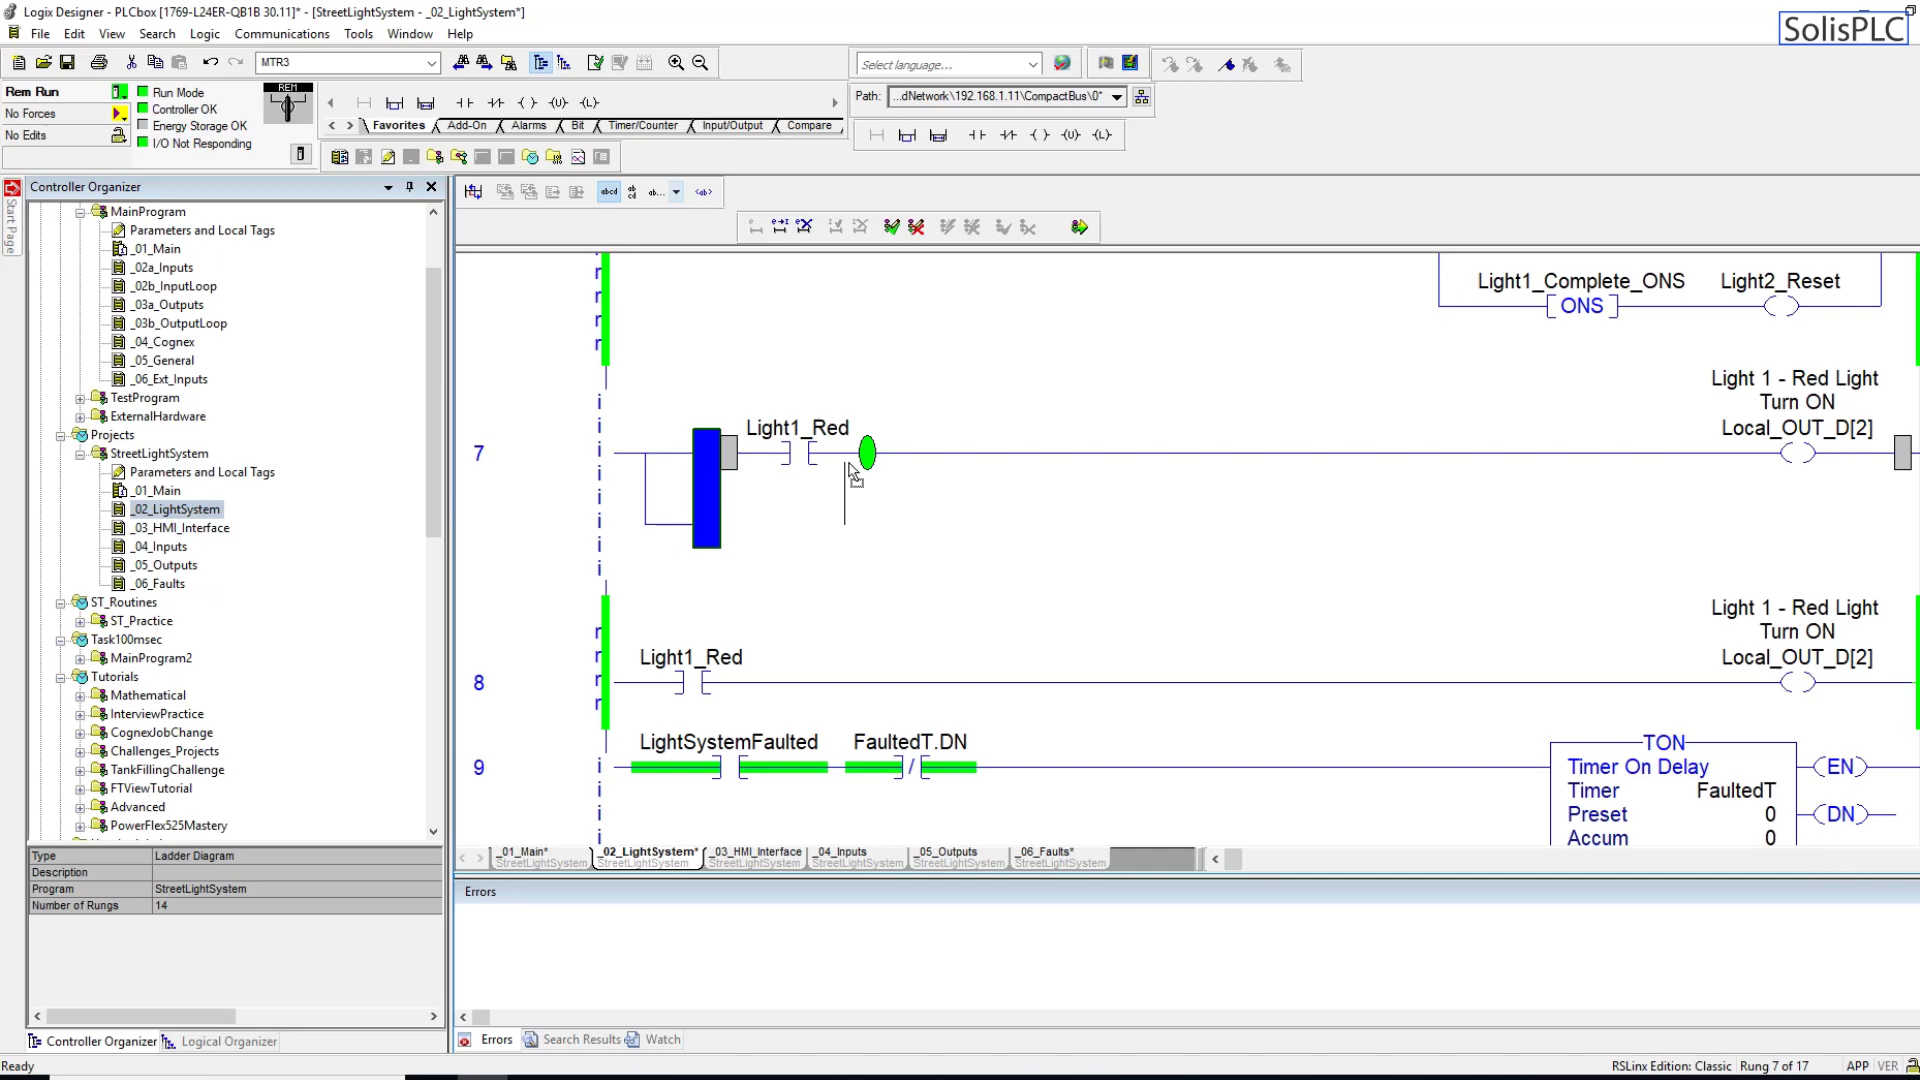 Logix Designer - PLCbox [1769-L24ER-QB1B 30.11]* - [StreetLightSystem - _02_LightSystem*]
SolisPLC
File Edit View Search Logic Communications Tools Window Help
MTR3
Select language...
Rem Run
No Forces
No Edits
Run Mode
Controller OK
Energy Storage OK
I/O Not Responding
REM
Path: ...dNetwork\192.168.1.11\CompactBus\0*
Favorites Add-On Alarms Bit Timer/Counter Input/Output Compare
Start Page
Controller Organizer
MainProgram
Parameters and Local Tags
_01_Main
_02a_Inputs
_02b_InputLoop
_03a_Outputs
_03b_OutputLoop
_04_Cognex
_05_General
_06_Ext_Inputs
TestProgram
ExternalHardware
Projects
StreetLightSystem
Parameters and Local Tags
_01_Main
_02_LightSystem
_03_HMI_Interface
_04_Inputs
_05_Outputs
_06_Faults
ST_Routines
ST_Practice
Task100msec
MainProgram2
Tutorials
Mathematical
InterviewPractice
CognexJobChange
Challenges_Projects
TankFillingChallenge
FTViewTutorial
Advanced
PowerFlex525Mastery
Type Ladder Diagram
Description
Program StreetLightSystem
Number of Rungs 14
Controller Organizer Logical Organizer
Light1_Complete_ONS Light2_Reset
ONS
Light 1 - Red Light
Turn ON
Light1_Red Local_OUT_D[2]
7
Light 1 - Red Light
Turn ON
Light1_Red Local_OUT_D[2]
8
LightSystemFaulted FaultedT.DN
9
TON
Timer On Delay
Timer FaultedT
Preset 0
Accum 0
EN
DN
_01_Main* _02_LightSystem* _03_HMI_Interface _04_Inputs _05_Outputs _06_Faults*
StreetLightSystem StreetLightSystem StreetLightSystem StreetLightSystem StreetLightSystem StreetLightSystem
Errors
Errors Search Results Watch
Ready
RSLinx Edition: Classic Rung 7 of 17 APP VER